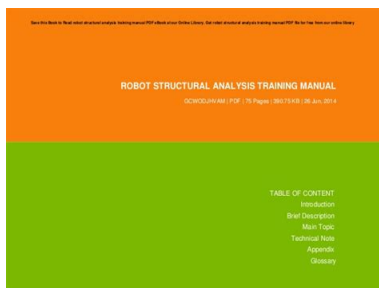 Save this Book to Read robot structural analysis training manual PDF eBook at our Online Library. Get robot structural analysis training manual PDF file for free from our online library
ROBOT STRUCTURAL ANALYSIS TRAINING MANUAL
PDF | 75 Pages | 390.75 KB | 26 Jun, 2014
TABLE OF CONTENT
Introduction
Brief Description
Main Topic
Technical Note
Appendix
Glossary